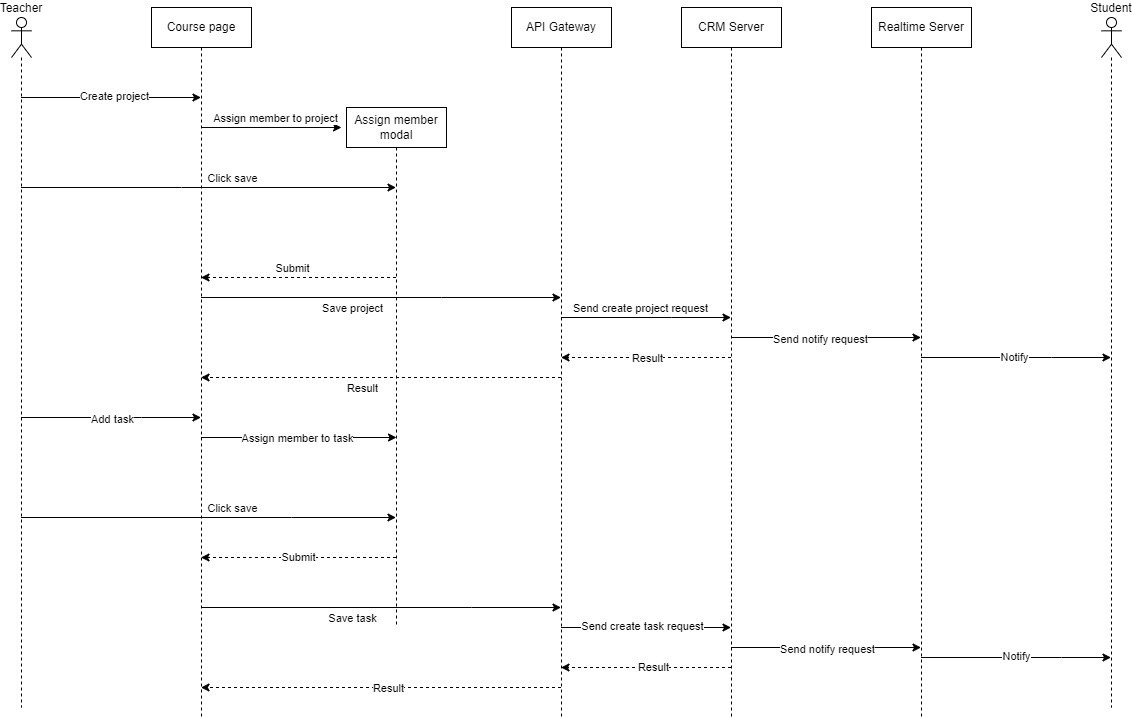 Teacher
Student
Course page
API Gateway
CRM Server
Realtime Server
Create project
Assign member to project
Assign member
modal
Click save
Submit
Save project
Send create project request
Send notify request
Result
Notify
Result
Add task
Assign member to task
Click save
Submit
Save task
Send create task request
Send notify request
Notify
Result
Result